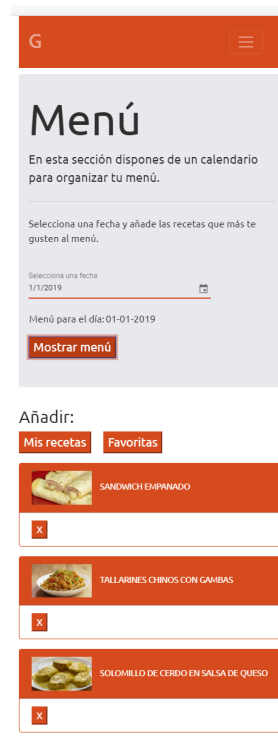 G
Menú
En esta sección dispones de un calendario
para organizar tu menú.
Selecciona una fecha y añade las recetas que más te
gusten al menú.
Selecciona una fecha
1/1/2019
Menú para el día: 01-01-2019
Mostrar menú
Añadir:
Mis recetas Favoritas
SANDWICH EMPANADO
x
TALLARINES CHINOS CON GAMBAS
x
SOLOMILLO DE CERDO EN SALSA DE QUESO
x